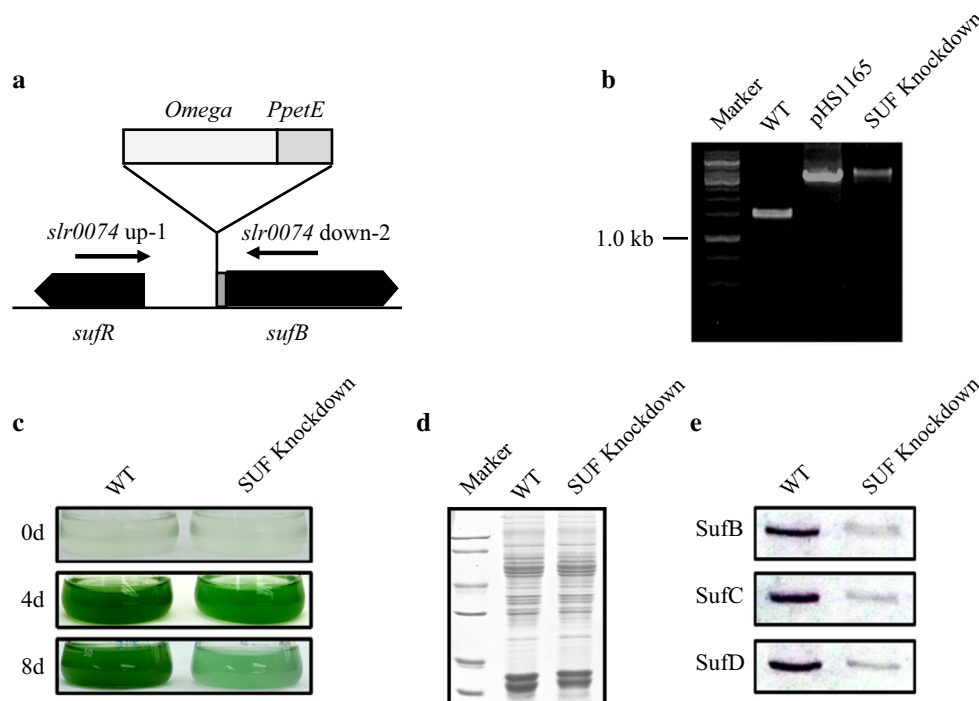 a
Omega PpetE
slr0074 up-1 slr0074 down-2
sufR sufB
b
Marker WT pHS1165 SUF Knockdown
1.0 kb
c
WT SUF Knockdown
0d
4d
8d
50
d
Marker WT SUF Knockdown
e
WT SUF Knockdown
SufB
SufC
SufD